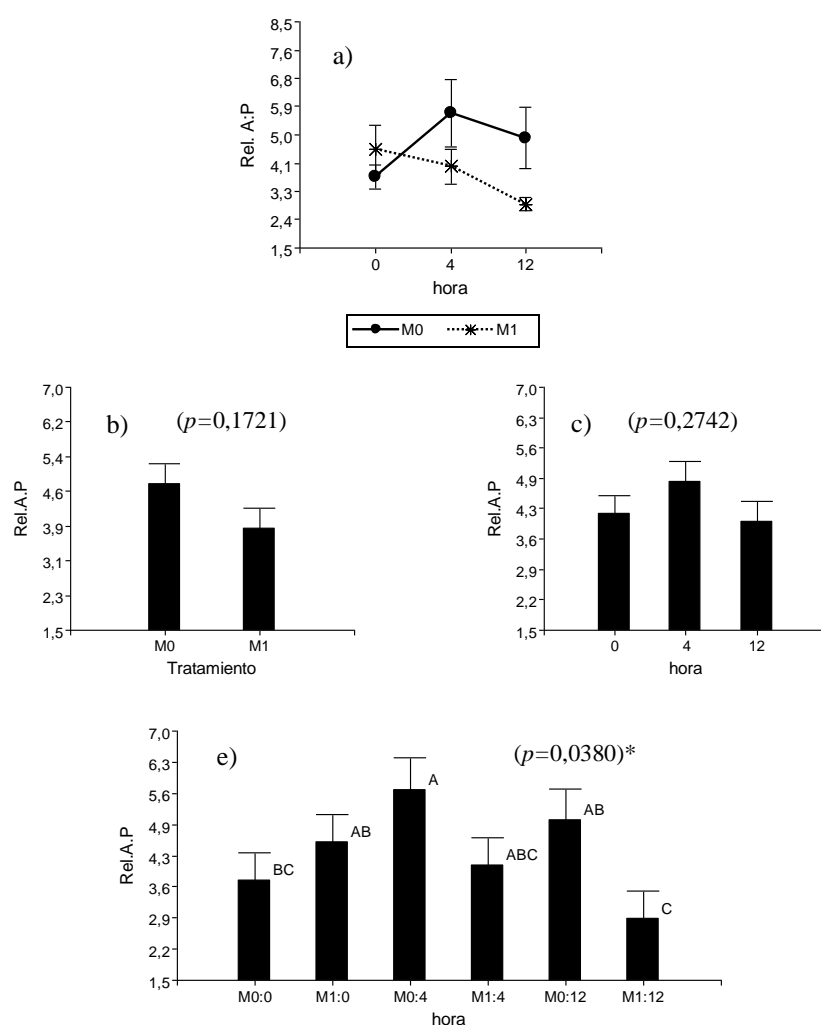 8,5
7,6
6,8
5,9
5,0
4,1
3,3
2,4
1,5
Rel. A:P
a)
0 4 12
hora
M0 M1
7,0
6,2
5,4
4,6
3,9
3,1
2,3
1,5
Rel.A.P
b) (p=0,1721)
M0 M1
Tratamiento
7,0
6,3
5,6
4,9
4,3
3,6
2,9
2,2
1,5
Rel.A.P
c) (p=0,2742)
0 4 12
hora
7,0
6,3
5,6
4,9
4,3
3,6
2,9
2,2
1,5
Rel.A.P
e) (p=0,0380)*
BC AB A ABC AB C
M0:0 M1:0 M0:4 M1:4 M0:12 M1:12
hora